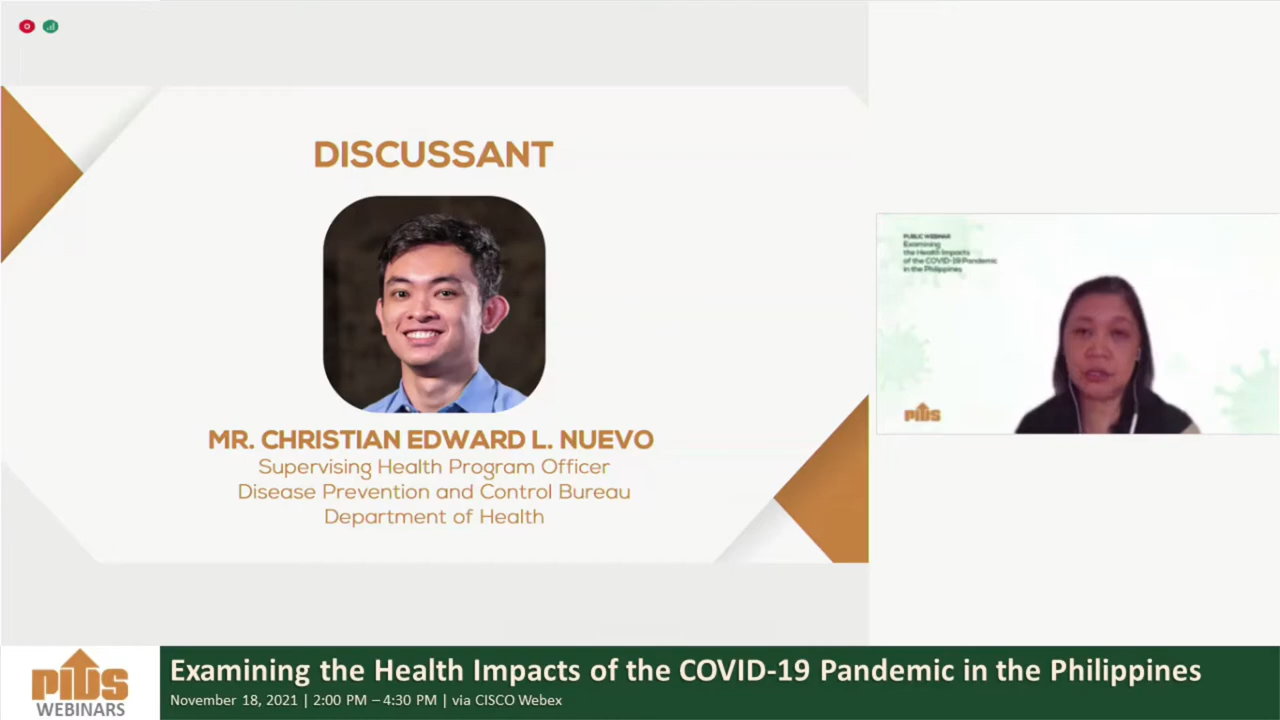 DISCUSSANT
MR. CHRISTIAN EDWARD L. NUEVO
Supervising Health Program Officer
Disease Prevention and Control Bureau
Department of Health
PUBLIC WEBINAR
Examining
the Health Impacts
of the COVID-19 Pandemic
in the Philippines
PIDS
PIDS
WEBINARS
Examining the Health Impacts of the COVID-19 Pandemic in the Philippines
November 18, 2021 | 2:00 PM – 4:30 PM | via CISCO Webex